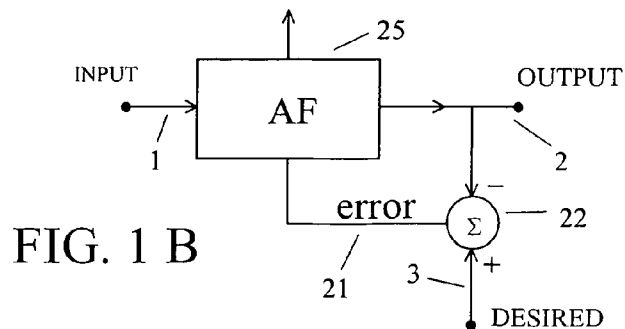 25
INPUT
OUTPUT
AF
1
2
−
error
Σ
22
FIG. 1 B
21
3
+
DESIRED